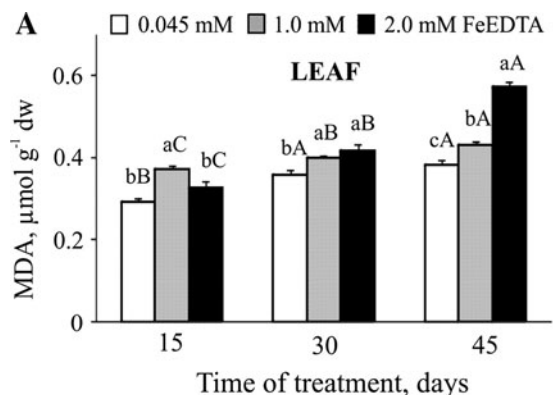 A
0.045 mM 1.0 mM 2.0 mM FeEDTA
LEAF
MDA, µmol g⁻¹ dw
0.6
0.4
0.2
0
bB aC bC
bA aB aB
cA bA aA
15 30 45
Time of treatment, days